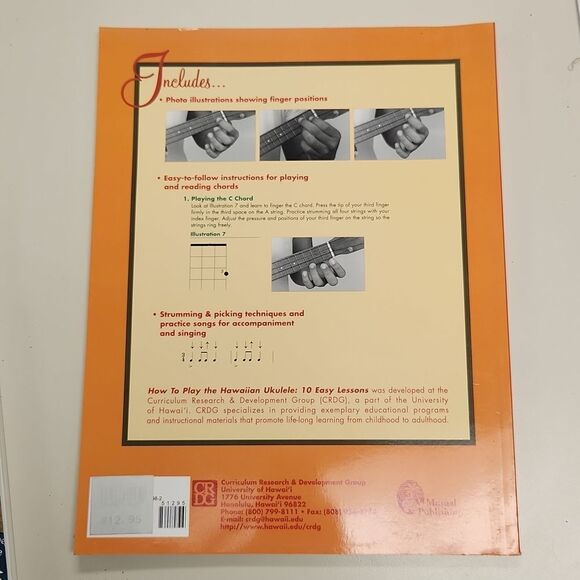 Includes...
• Photo illustrations showing finger positions
• Easy-to-follow instructions for playing
and reading chords
1. Playing the C Chord
Look at Illustration 7 and learn to finger the C chord. Press the tip of your third finger
firmly in the third space on the A string. Practice strumming all four strings with your
index finger. Adjust the pressure and positions of your third finger on the string so the
strings ring freely.
Illustration 7
3
• Strumming & picking techniques and
practice songs for accompaniment
and singing
How To Play the Hawaiian Ukulele: 10 Easy Lessons was developed at the
Curriculum Research & Development Group (CRDG), a part of the University
of Hawai'i. CRDG specializes in providing exemplary educational programs
and instructional materials that promote life-long learning from childhood to adulthood.
51295
$12.95
CR
DG
Curriculum Research & Development Group
University of Hawai'i
1776 University Avenue
Honolulu, Hawai'i 96822
Phone: (800) 799-8111 • Fax: (808)
E-mail: crdg@hawaii.edu
http://www.hawaii.edu/crdg
Mutual
Publishing